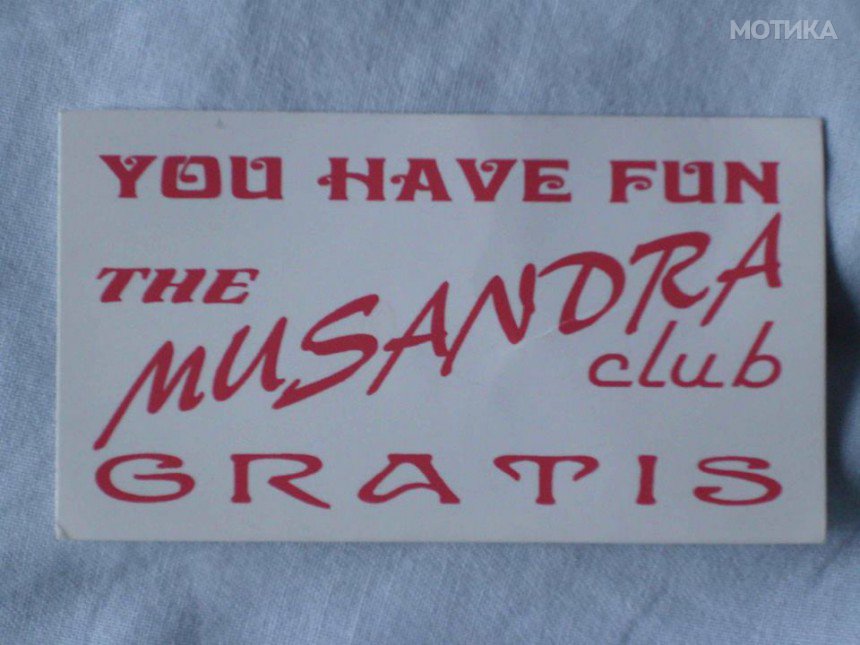 МОТИКА
YOU HAVE FUN
THE
MUSANDRA
club
GRATIS